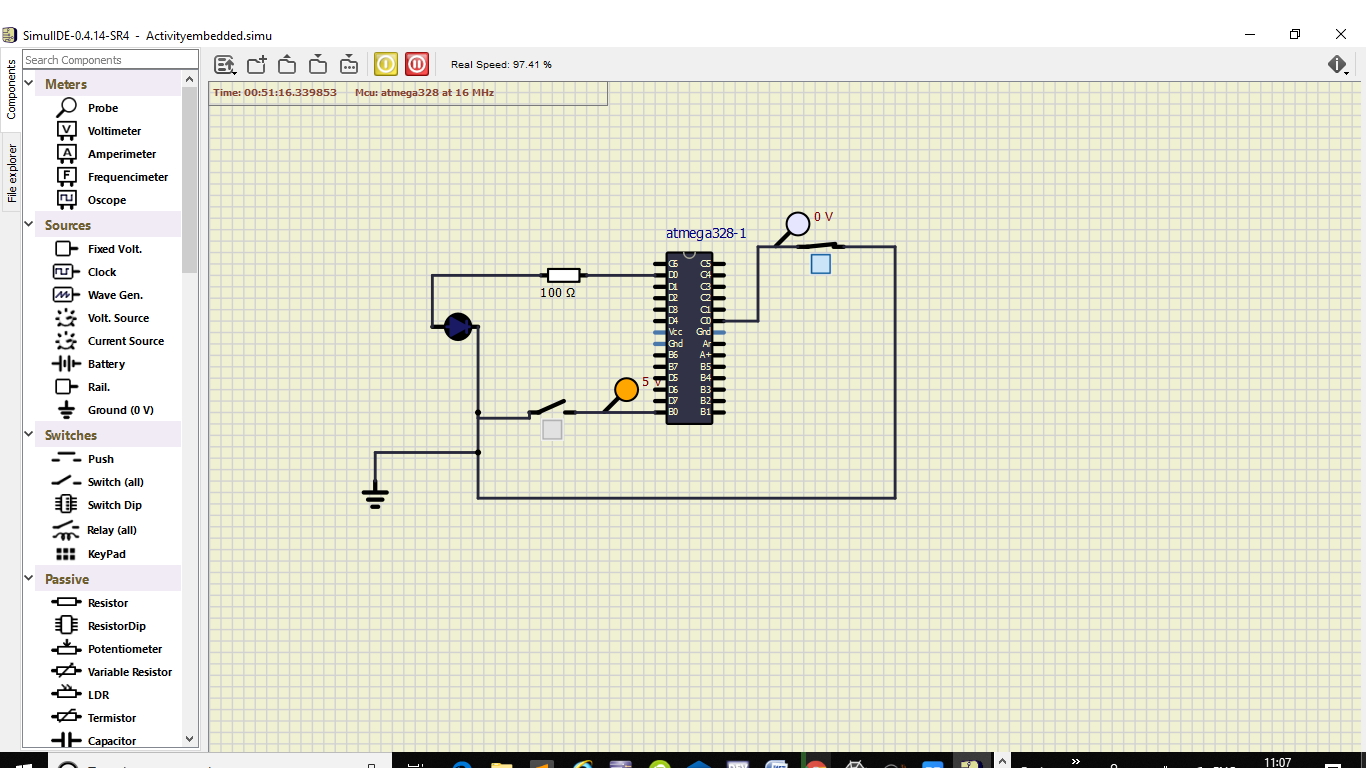 SimulIDE-0.4.14-SR4 - Activityembedded.simu
Components
File explorer
Search Components
Meters
Probe
Voltimeter
Amperimeter
Frequencimeter
Oscope
Sources
Fixed Volt.
Clock
Wave Gen.
Volt. Source
Current Source
Battery
Rail.
Ground (0 V)
Switches
Push
Switch (all)
Switch Dip
Relay (all)
KeyPad
Passive
Resistor
ResistorDip
Potentiometer
Variable Resistor
LDR
Termistor
Capacitor
Real Speed: 97.41 %
Time: 00:51:16.339853 Mcu: atmega328 at 16 MHz
0 V
atmega328-1
100 Ω
5 V
C6 C5
D0 C4
D1 C3
D2 C2
D3 C1
D4 C0
Vcc Gnd
Gnd Ar
B6 A+
B7 B5
D5 B4
D6 B3
D7 B2
B0 B1
11:07